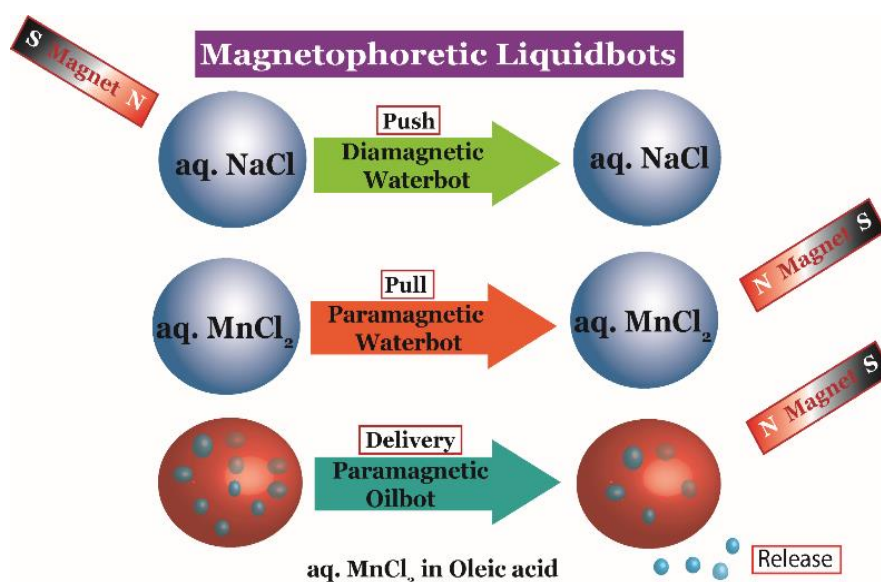 Magnetophoretic Liquidbots
S Magnet N
aq. NaCl
Push
Diamagnetic
Waterbot
aq. NaCl
aq. MnCl₂
Pull
Paramagnetic
Waterbot
aq. MnCl₂
N Magnet S
Delivery
Paramagnetic
Oilbot
N Magnet S
aq. MnCl₂ in Oleic acid
Release